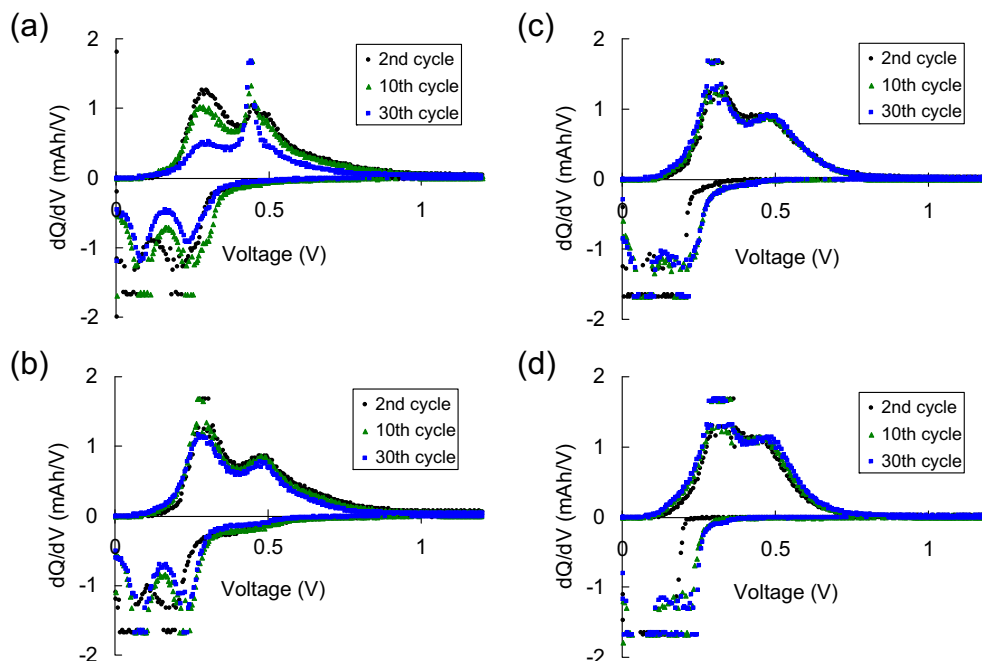 (a)
2
1
0
-1
-2
0
0.5
1
dQ/dV (mAh/V)
Voltage (V)
2nd cycle
10th cycle
30th cycle
(c)
2
1
0
-1
-2
0
0.5
1
dQ/dV (mAh/V)
Voltage (V)
2nd cycle
10th cycle
30th cycle
(b)
2
1
0
-1
-2
0
0.5
1
dQ/dV (mAh/V)
Voltage (V)
2nd cycle
10th cycle
30th cycle
(d)
2
1
0
-1
-2
0
0.5
1
dQ/dV (mAh/V)
Voltage (V)
2nd cycle
10th cycle
30th cycle